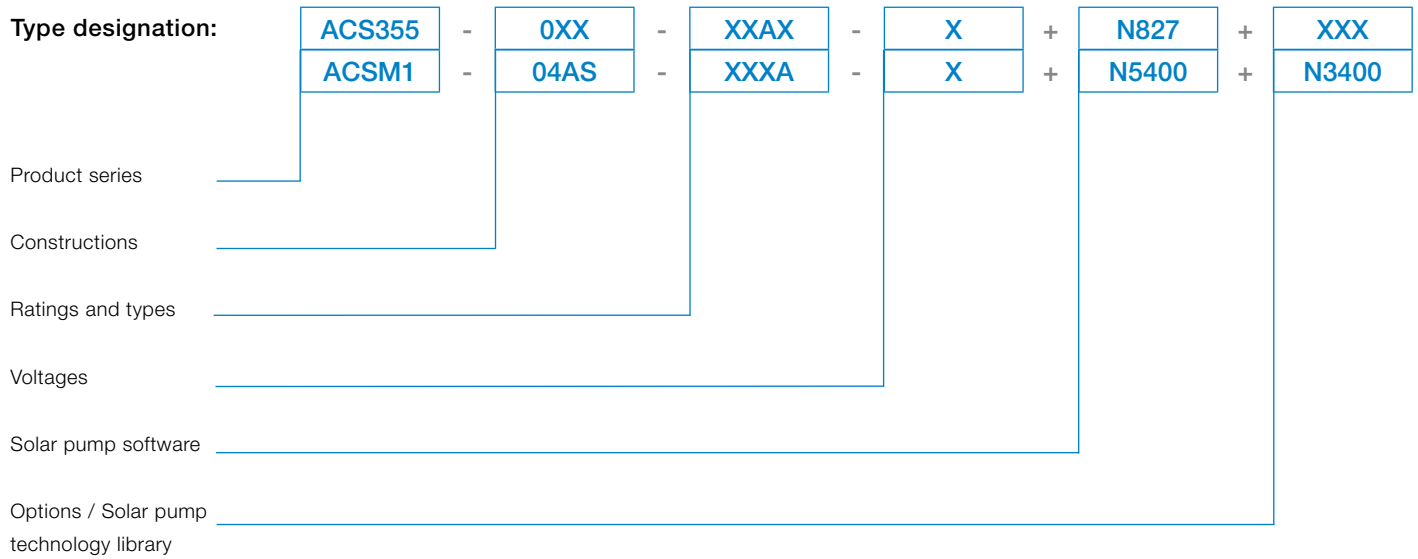 Type designation: ACS355 - 0XX - XXAX - X + N827 + XXX
ACSM1 - 04AS - XXXA - X + N5400 + N3400
Product series
Constructions
Ratings and types
Voltages
Solar pump software
Options / Solar pump
technology library